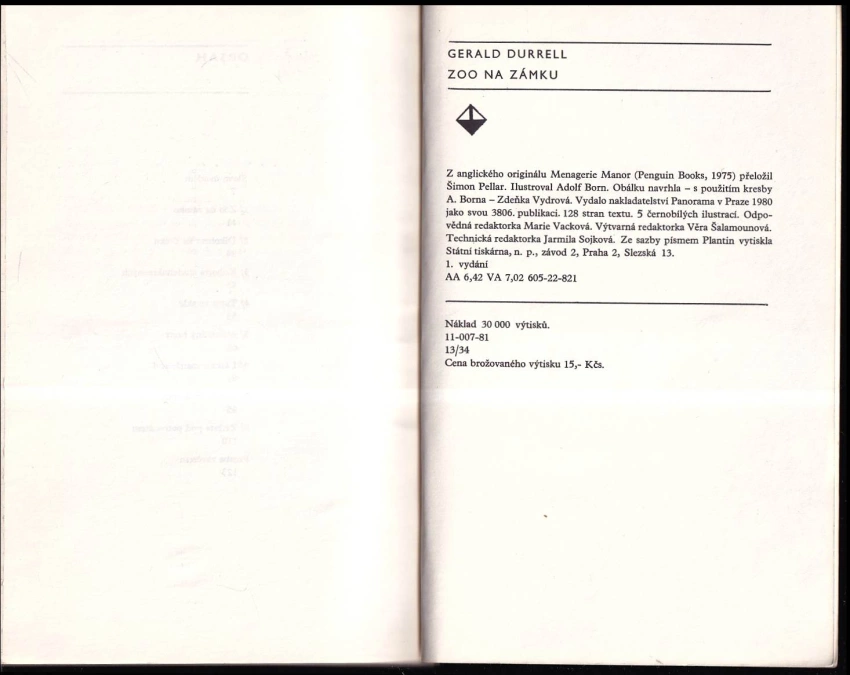 GERALD DURRELL
ZOO NA ZÁMKU
Z anglického originálu Menagerie Manor (Penguin Books, 1975) přeložil
Šimon Pellar. Ilustroval Adolf Born. Obálku navrhla – s použitím kresby
A. Borna – Zdeňka Vydrová. Vydalo nakladatelství Panorama v Praze 1980
jako svou 3806. publikaci. 128 stran textu. 5 černobílých ilustrací. Odpo-
vědná redaktorka Marie Vacková. Výtvarná redaktorka Věra Šalamounová.
Technická redaktorka Jarmila Sojková. Ze sazby písmem Plantin vytiskla
Státní tiskárna, n. p., závod 2, Praha 2, Slezská 13.
1. vydání
AA 6,42 VA 7,02 605-22-821
Náklad 30 000 výtisků.
11-007-81
13/34
Cena brožovaného výtisku 15,- Kčs.